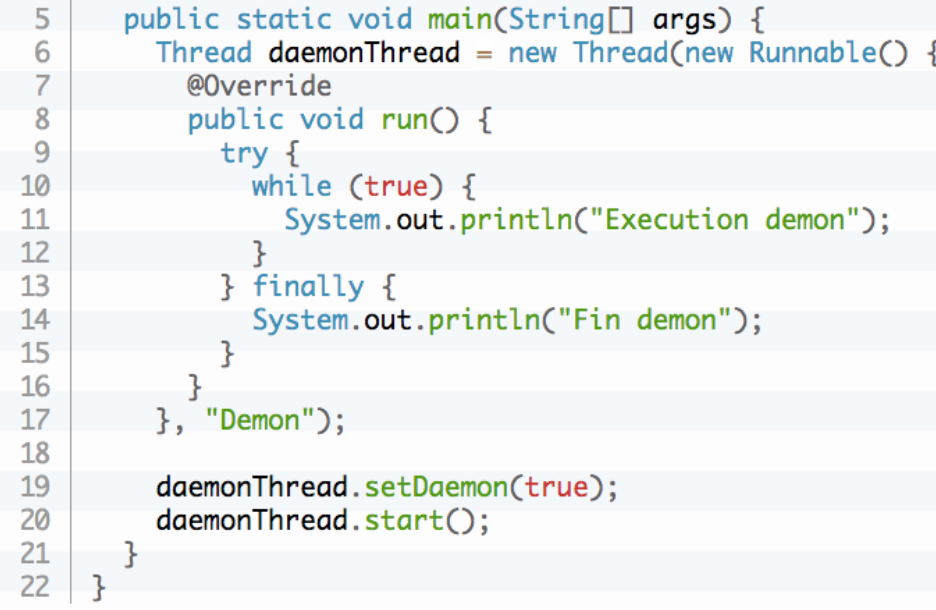 5 public static void main(String[] args) {
6 Thread daemonThread = new Thread(new Runnable() {
7 @Override
8 public void run() {
9 try {
10 while (true) {
11 System.out.println("Execution demon");
12 }
13 } finally {
14 System.out.println("Fin demon");
15 }
16 }
17 }, "Demon");
18
19 daemonThread.setDaemon(true);
20 daemonThread.start();
21 }
22 }